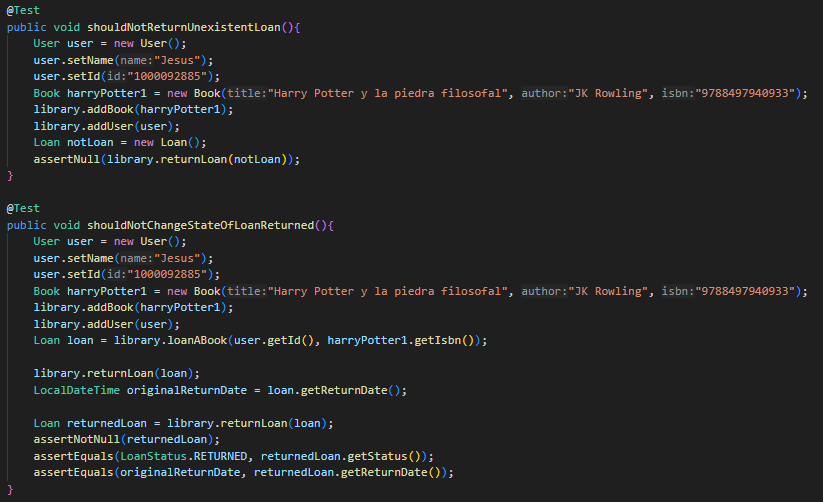 @Test
public void shouldNotReturnUnexistentLoan(){
User user = new User();
user.setName(name:"Jesus");
user.setId(id:"1000092885");
Book harryPotter1 = new Book(title:"Harry Potter y la piedra filosofal", author:"JK Rowling", isbn:"9788497940933");
library.addBook(harryPotter1);
library.addUser(user);
Loan notLoan = new Loan();
assertNull(library.returnLoan(notLoan));
}
@Test
public void shouldNotChangeStateOfLoanReturned(){
User user = new User();
user.setName(name:"Jesus");
user.setId(id:"1000092885");
Book harryPotter1 = new Book(title:"Harry Potter y la piedra filosofal", author:"JK Rowling", isbn:"9788497940933");
library.addBook(harryPotter1);
library.addUser(user);
Loan loan = library.loanABook(user.getId(), harryPotter1.getIsbn());
library.returnLoan(loan);
LocalDateTime originalReturnDate = loan.getReturnDate();
Loan returnedLoan = library.returnLoan(loan);
assertNotNull(returnedLoan);
assertEquals(LoanStatus.RETURNED, returnedLoan.getStatus());
assertEquals(originalReturnDate, returnedLoan.getReturnDate());
}